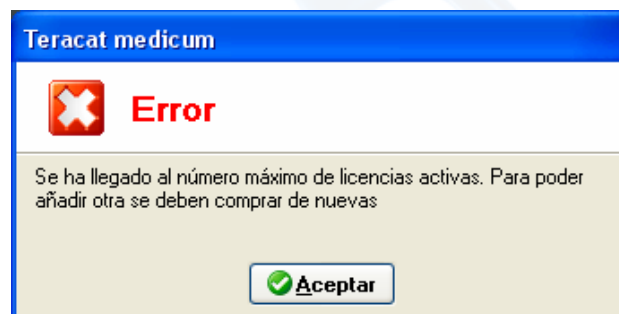 Teracat medicum
Error
Se ha llegado al número máximo de licencias activas. Para poder
añadir otra se deben comprar de nuevas
Aceptar